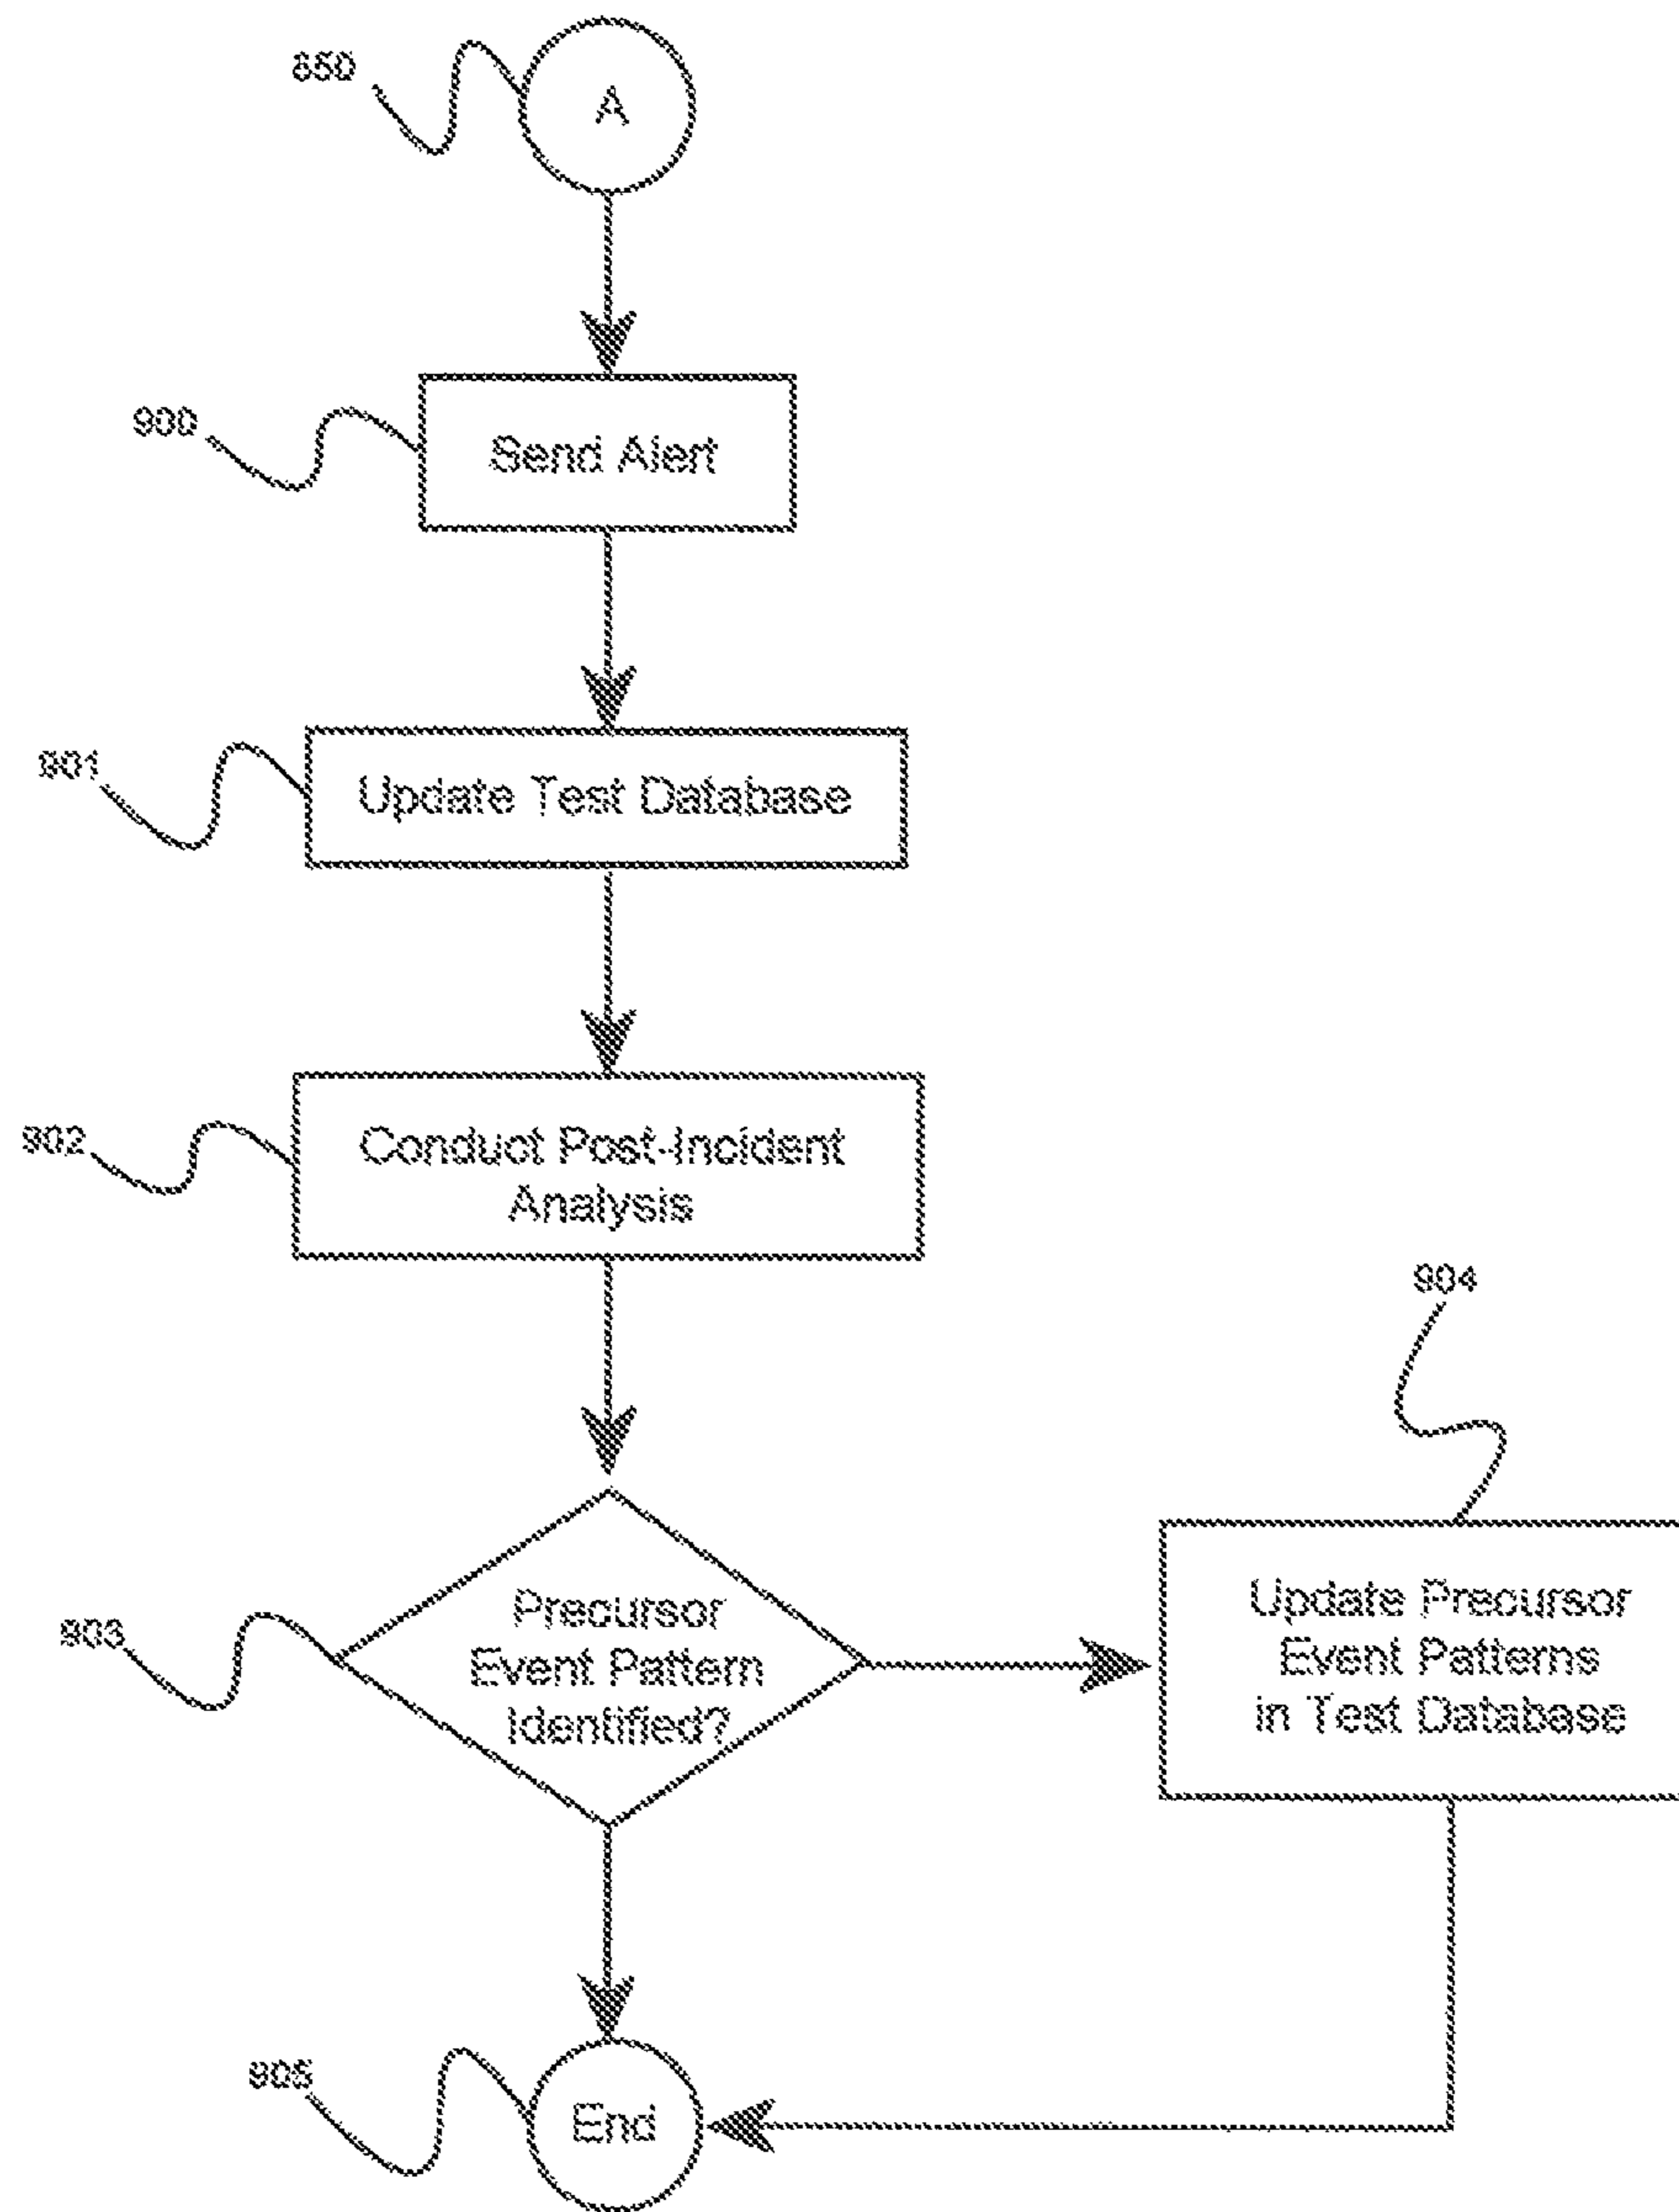 A
900
Send Alert
901
Update Test Database
902
Conduct Post-Incident
Analysis
904
903
Precursor
Event Pattern
Identified?
Update Precursor
Event Patterns
in Test Database
905
End